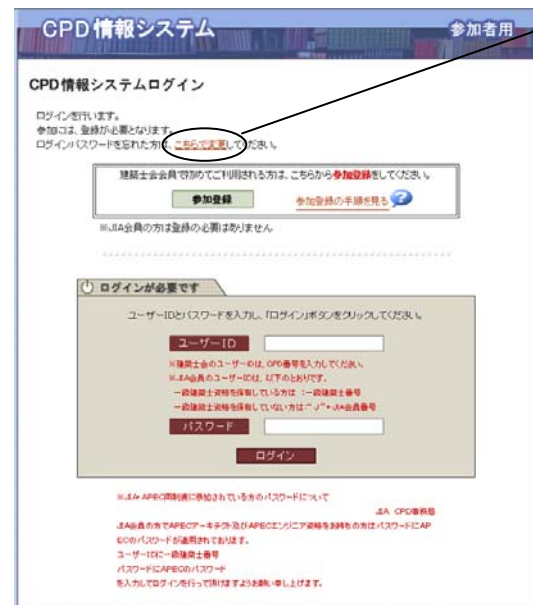 CPD情報システム
参加者用
CPD情報システムログイン
ログインを行います。
参加には、登録が必要となります。
ログインパスワードを忘れた方は、こちらで変更してください。
建築士会会員で初めてご利用される方は、こちらから参加登録をしてください。
参加登録
参加登録の手順を見る
※JIA会員の方は登録の必要はありません
ログインが必要です
ユーザーIDとパスワードを入力し、「ログイン」ボタンをクリックしてください。
ユーザーID
※建築士会のユーザーIDは、CPD番号を入力してください。
※JIA会員のユーザーIDは、以下のとおりです。
一級建築士資格を保有している方は：一級建築士番号
一級建築士資格を保有していない方は："J"+JIA会員番号
パスワード
ログイン
※JIAとAPEC両制度に参加されている方のパスワードについて
JIA CPD事務局
JIA会員の方でAPECアーキテクト及びAPECエンジニア資格をお持ちの方はパスワードにAP
ECのパスワードが適用されております。
ユーザーIDに一級建築士番号
パスワードにAPECのパスワード
を入力してログインを行って頂けますようお願い申し上げます。